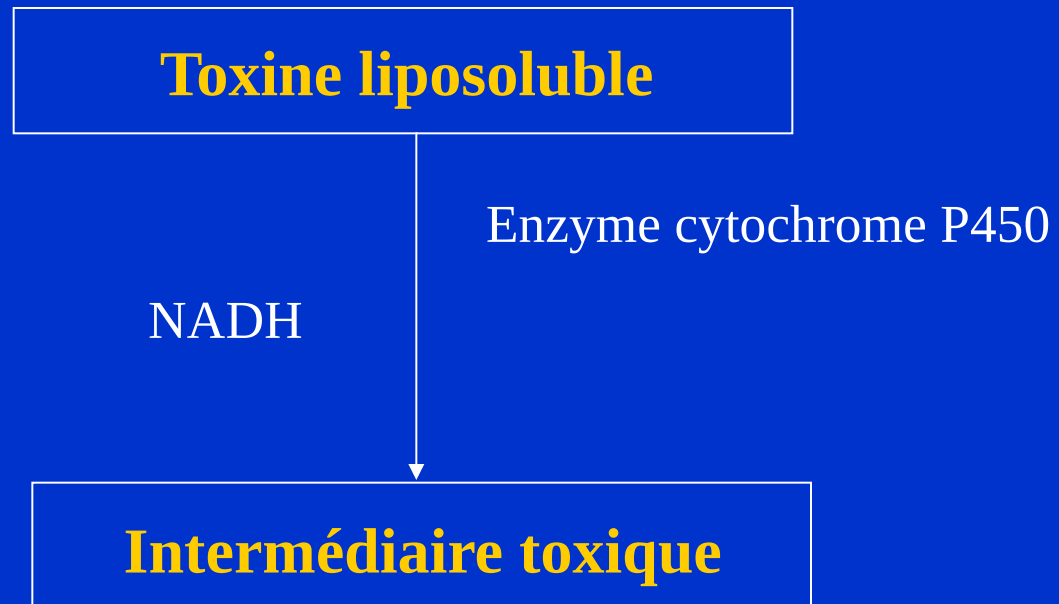 Toxine liposoluble
Enzyme cytochrome P450
NADH
Intermédiaire toxique